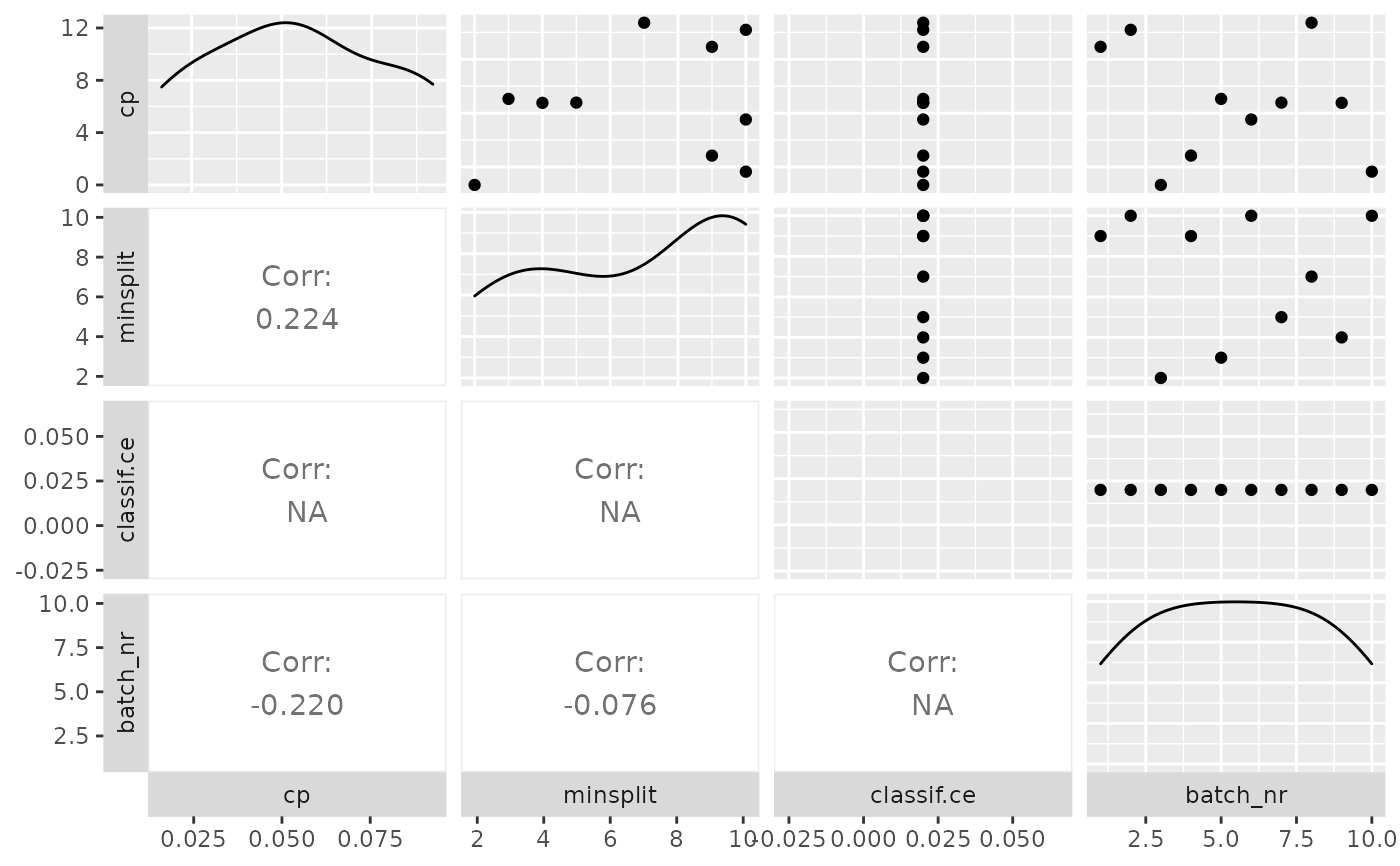 12
8
4
0
cp
10
8
6
4
2
minsplit
Corr:
0.224
0.050
0.025
0.000
-0.025
classif.ce
Corr:
NA
Corr:
NA
10.0
7.5
5.0
2.5
batch_nr
Corr:
-0.220
Corr:
-0.076
Corr:
NA
cp minsplit classif.ce batch_nr
0.025 0.050 0.075 2 4 6 8 10 -0.025 0.000 0.025 0.050 2.5 5.0 7.5 10.0